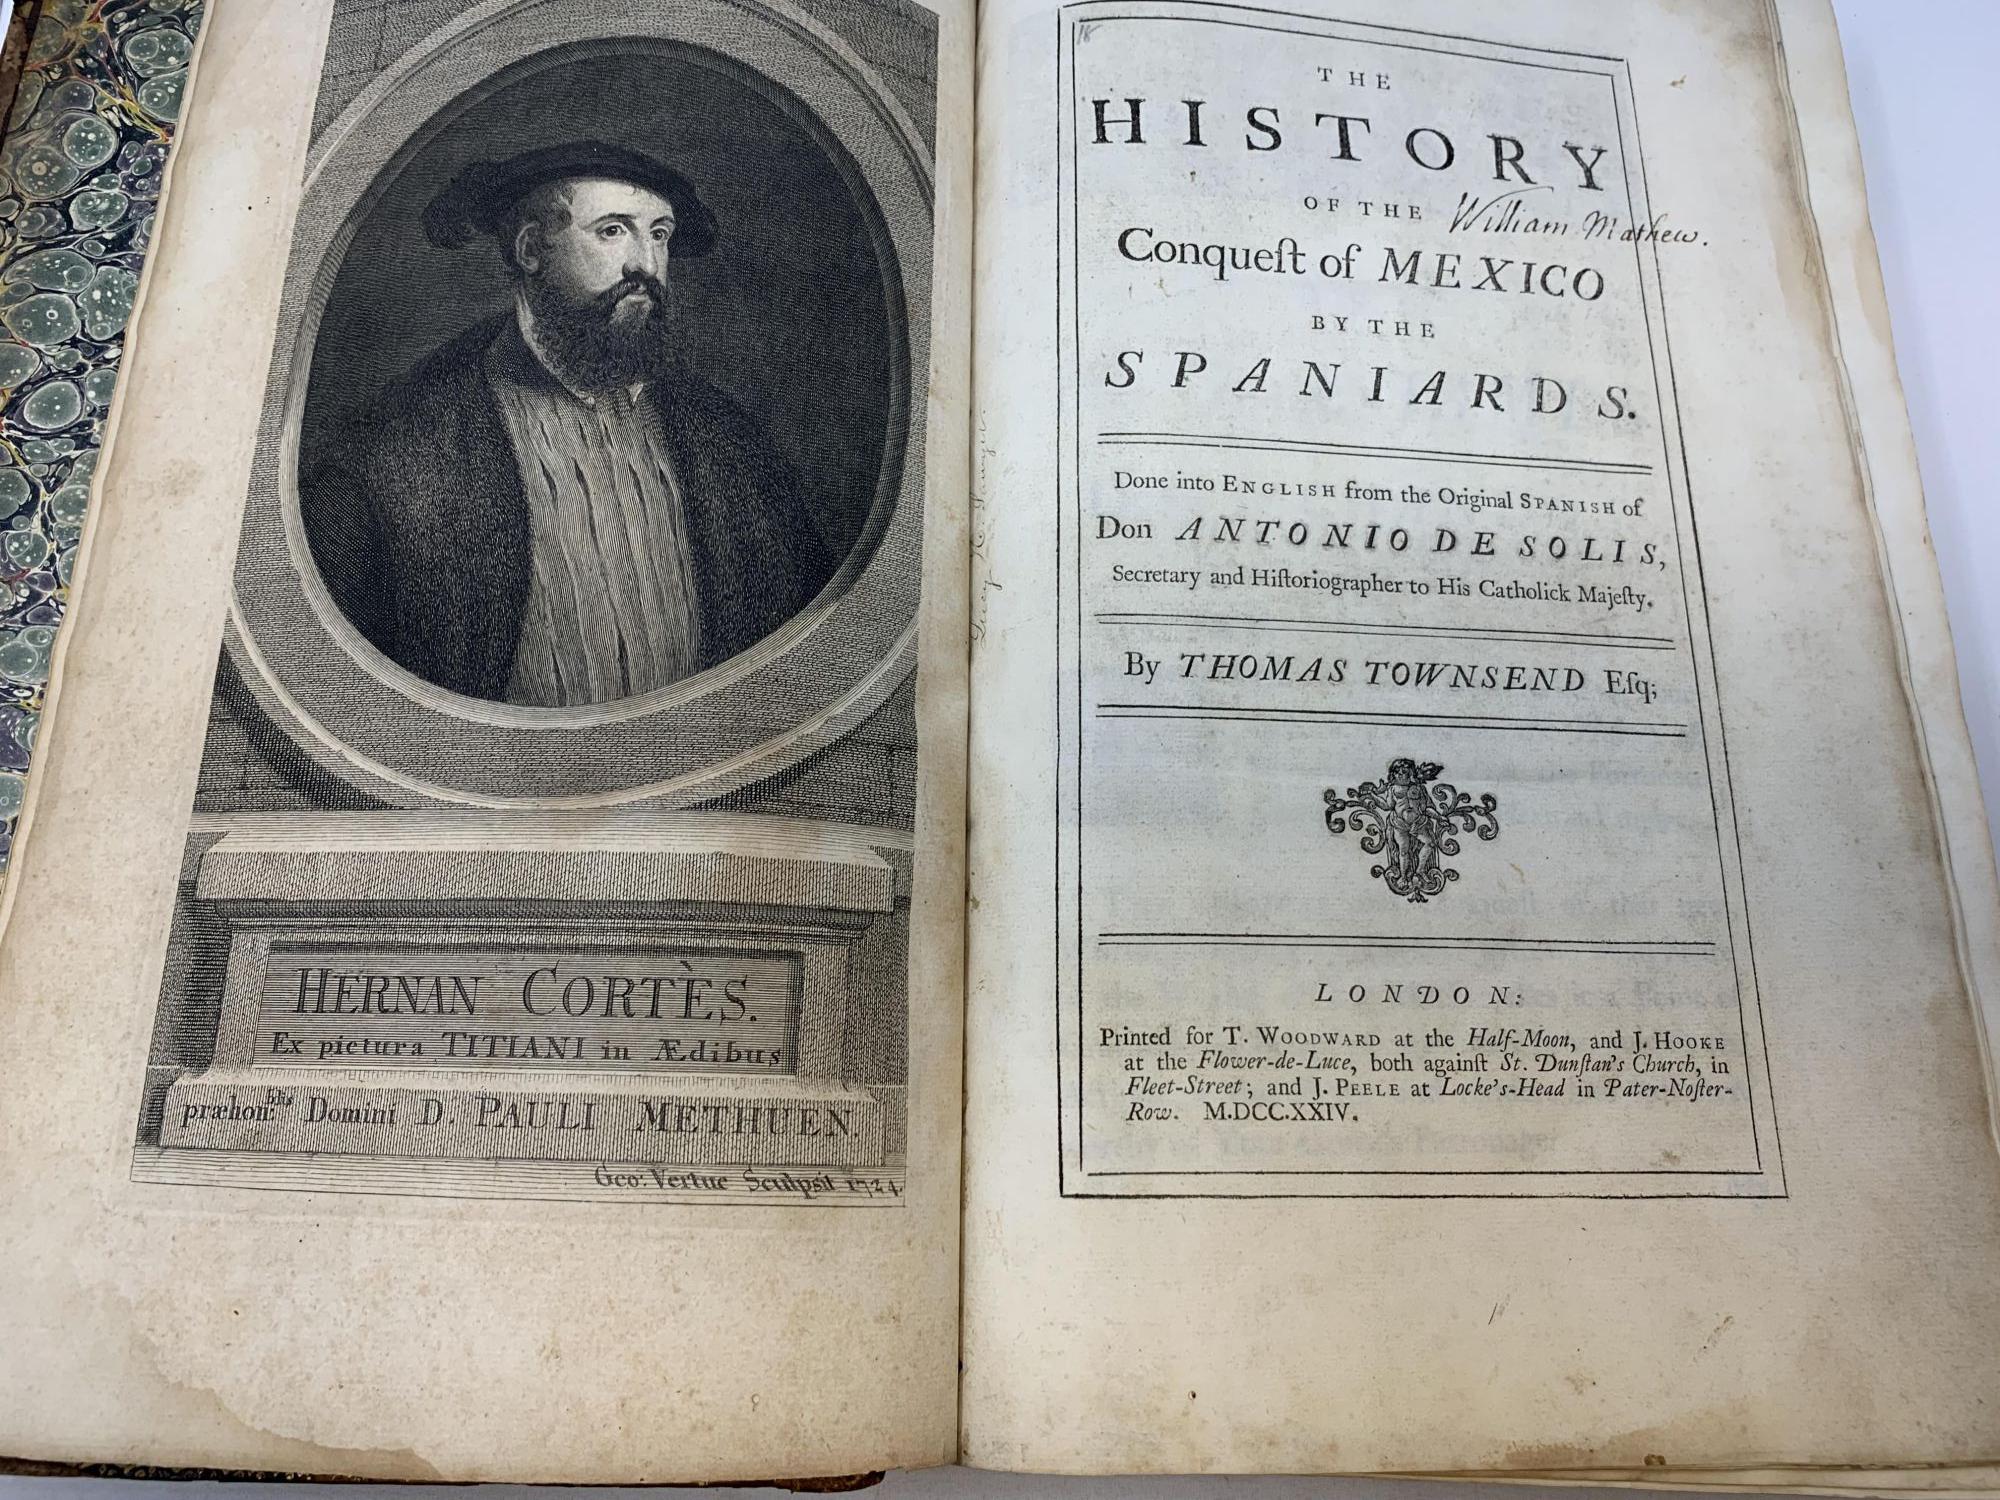 HERNAN CORTÈS.
Ex pictura TITIANI in Ædibus
præhon:blis Domini D. PAULI METHUEN.
Geo: Vertue Sculpsit 1724.
18
THE
HISTORY
OF THE
William Mathew.
Conqueſt of MEXICO
BY THE
SPANIARDS.
Done into ENGLISH from the Original SPANISH of
Don ANTONIO DE SOLIS,
Secretary and Hiſtoriographer to His Catholick Majeſty.
By THOMAS TOWNSEND Eſq;
LONDON:
Printed for T. WOODWARD at the Half-Moon, and J. HOOKE
at the Flower-de-Luce, both againſt St. Dunſtan's Church, in
Fleet-Street; and J. PEELE at Locke's-Head in Pater-Noſter-
Row. M.DCC.XXIV.